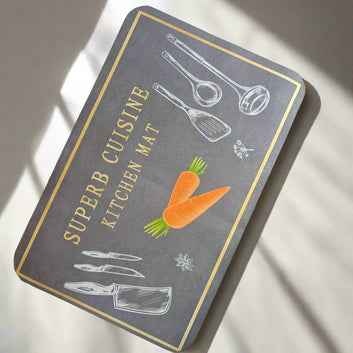 SUPERB CUISINE
KITCHEN MAT